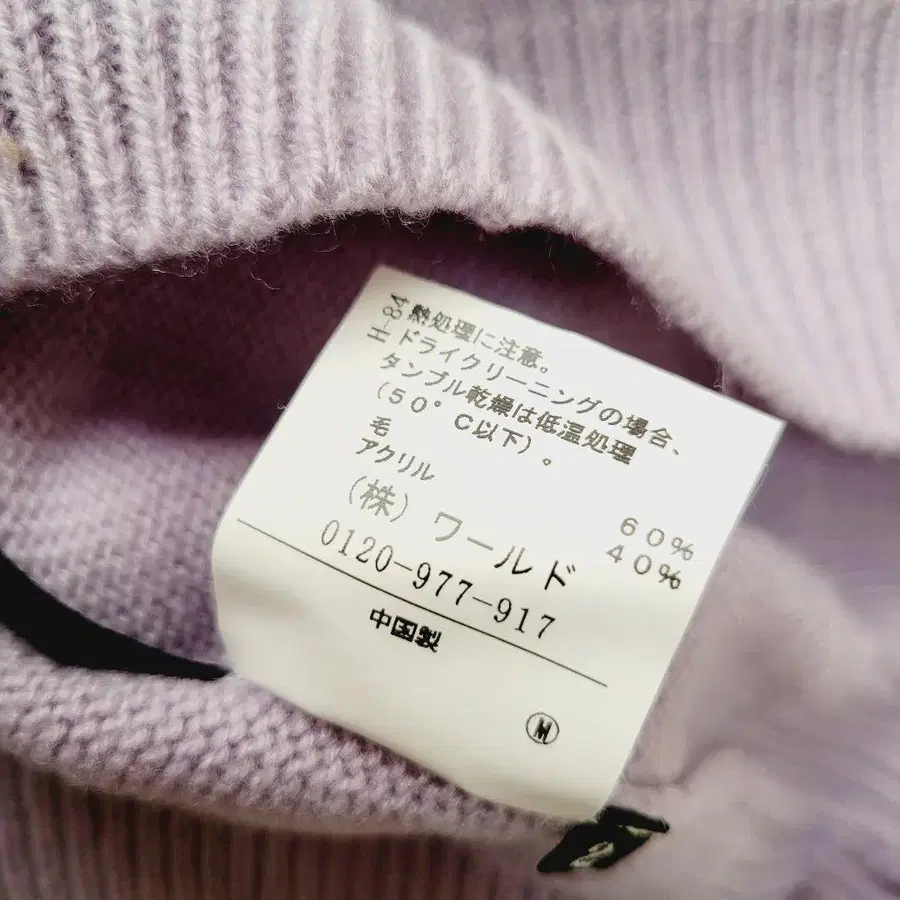 エ-84
熱処理に注意。
ドライクリーニングの場合、
タンブル乾燥は低温処理
(50°C以下)。
毛 60%
アクリル 40%
(株)ワールド
0120-977-917
中国製
M